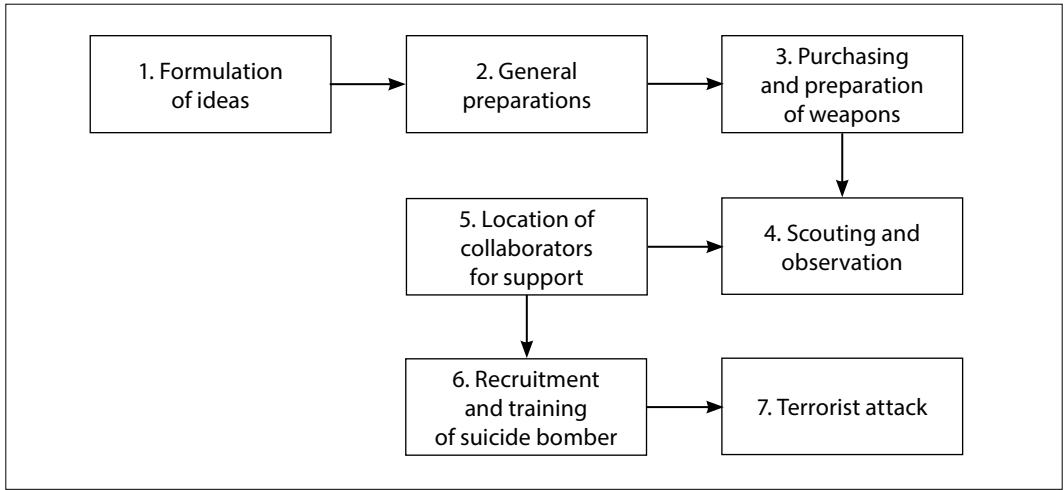 1. Formulation
of ideas
2. General
preparations
3. Purchasing
and preparation
of weapons
4. Scouting and
observation
5. Location of
collaborators
for support
6. Recruitment
and training
of suicide bomber
7. Terrorist attack